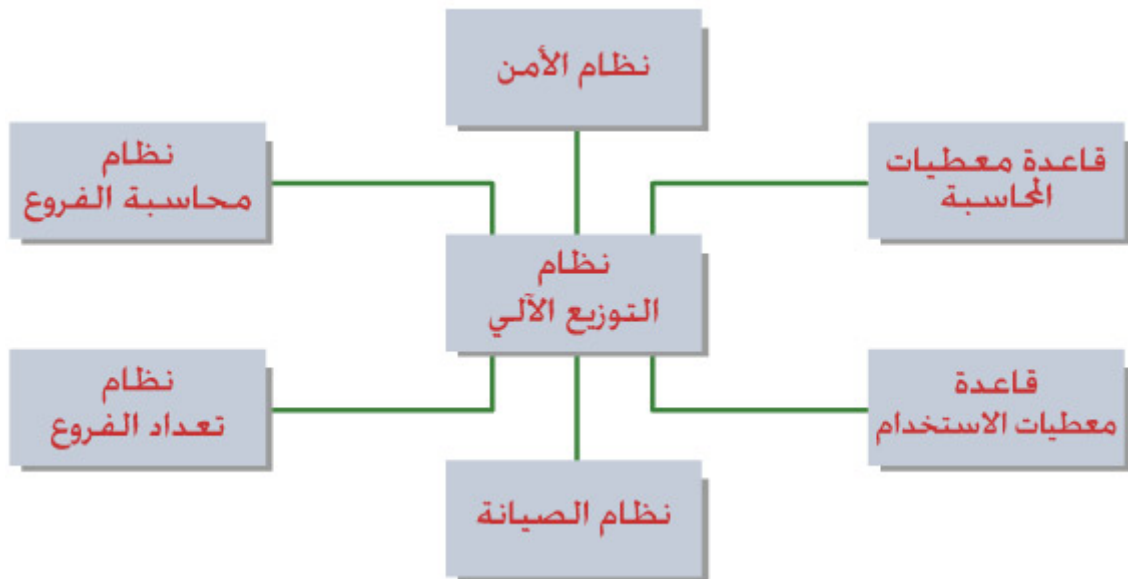 نظام الأمن
قاعدة معطيات
المحاسبة
نظام
محاسبة الفروع
نظام
التوزيع الآلي
قاعدة
معطيات الاستخدام
نظام
تعداد الفروع
نظام الصيانة